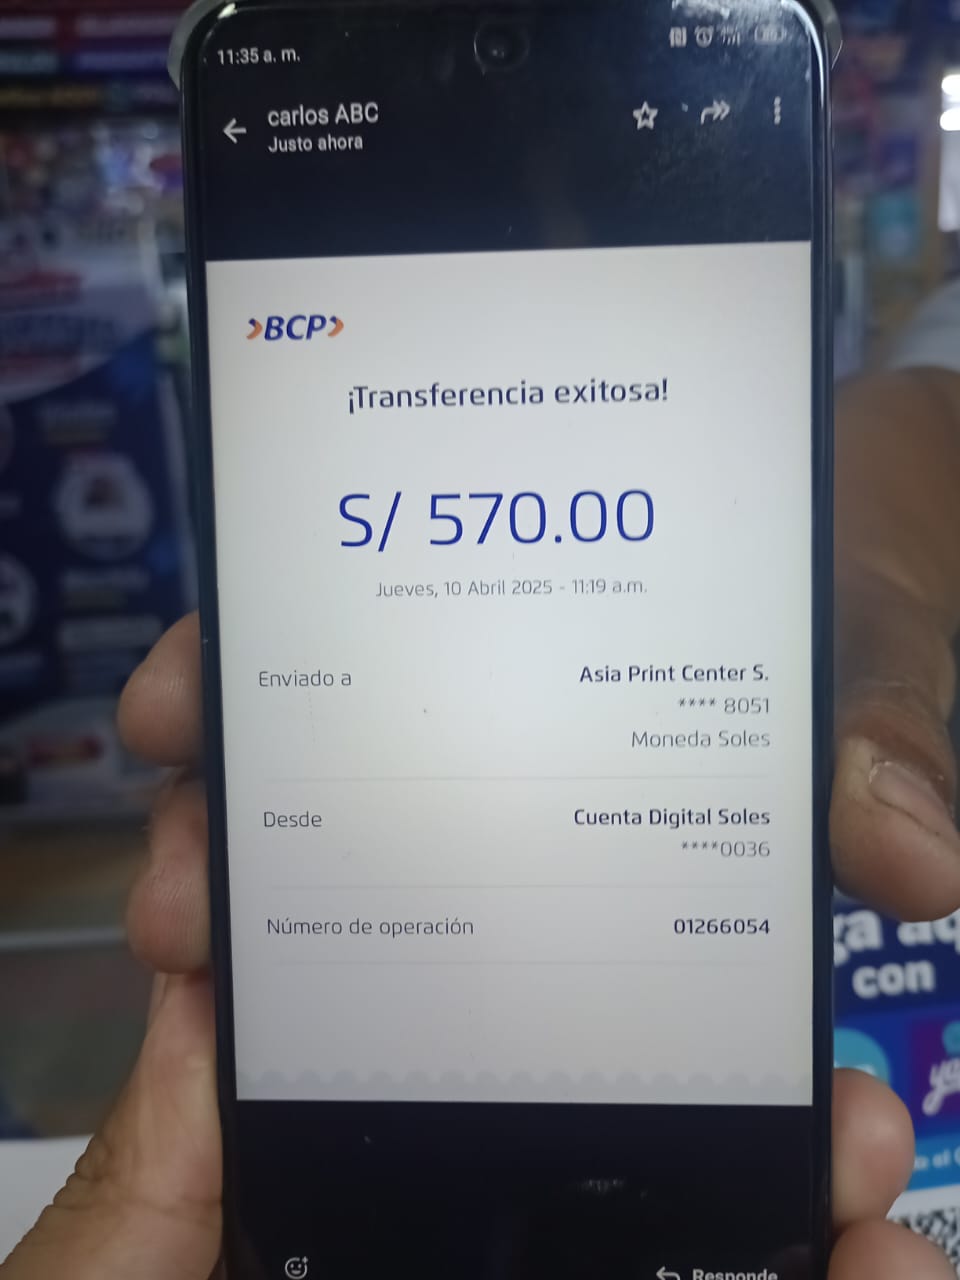 11:35 a. m.
carlos ABC
Justo ahora
BCP
¡Transferencia exitosa!
S/ 570.00
Jueves, 10 Abril 2025 - 11:19 a.m.
Enviado a
Asia Print Center S.
**** 8051
Moneda Soles
Desde
Cuenta Digital Soles
****0036
Número de operación
01266054
con
Responde